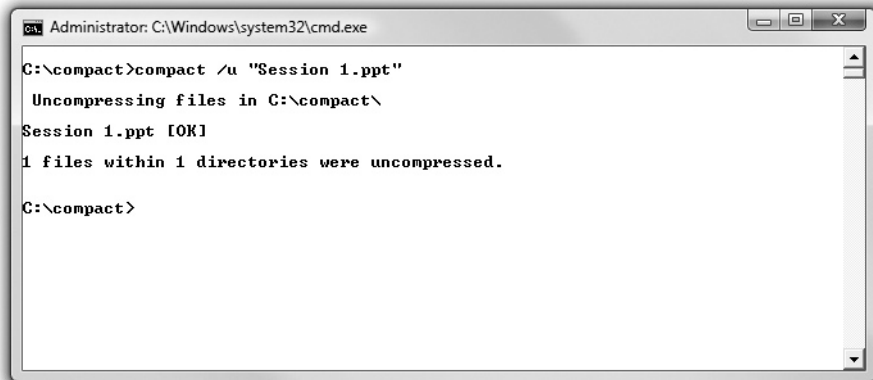 Administrator: C:\Windows\system32\cmd.exe
C:\compact>compact /u "Session 1.ppt"
Uncompressing files in C:\compact\
Session 1.ppt [OK]
1 files within 1 directories were uncompressed.
C:\compact>